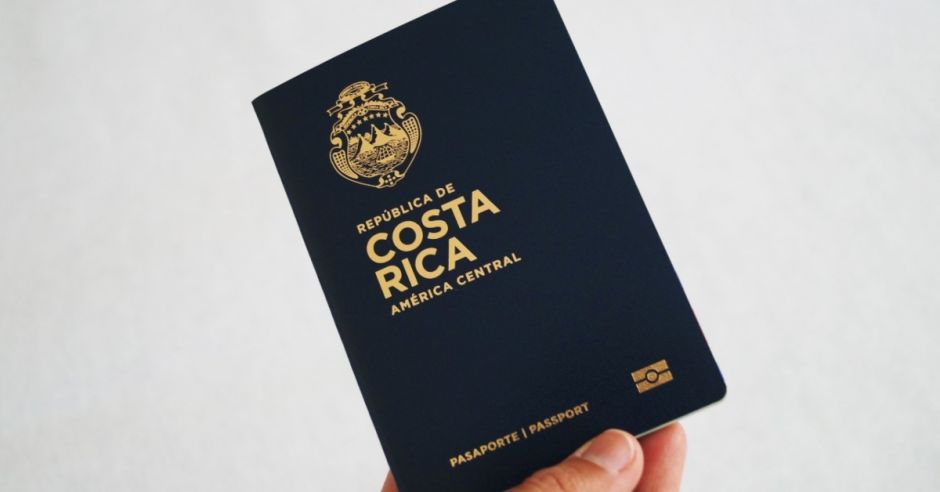 REPÚBLICA DE
COSTA
RICA
AMÉRICA CENTRAL
PASAPORTE | PASSPORT